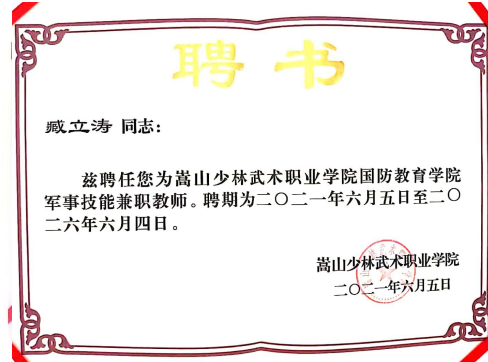 聘书
臧立涛 同志：
兹聘任您为嵩山少林武术职业学院国防教育学院
军事技能兼职教师。聘期为二〇二一年六月五日至二〇
二六年六月四日。
嵩山少林武术职业学院
二〇二一年六月五日